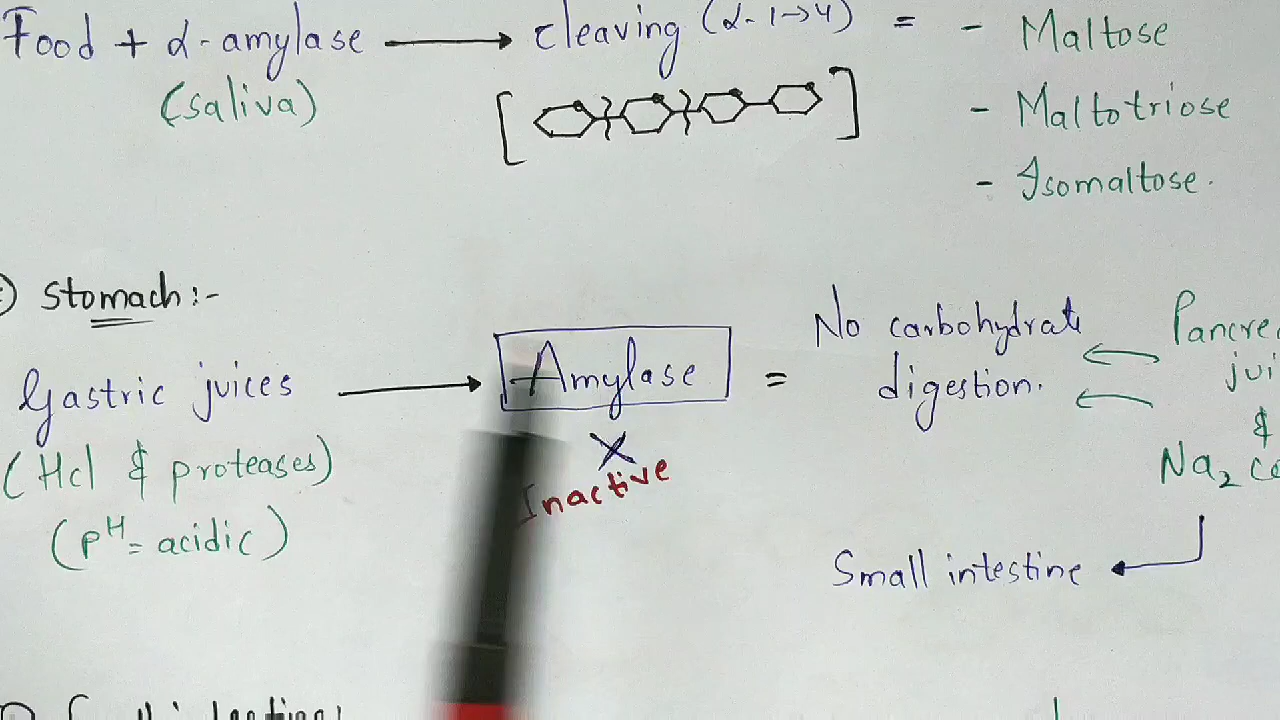 Food + α-amylase → cleaving (α-1→4) = - Maltose
(saliva)
- Maltotriose
- Isomaltose.
Stomach:-
Gastric juices → Amylase = No carbohydrate digestion.
(Hcl & proteases)
(pH = acidic)
X
Inactive
&
Na2
Small intestine